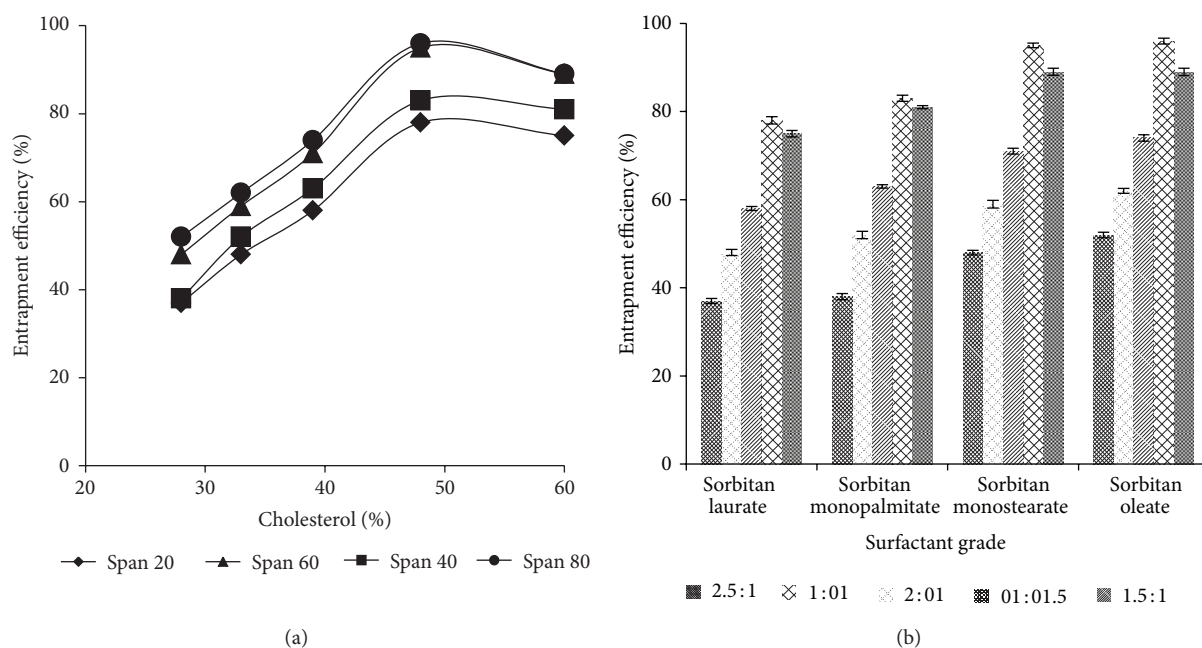 100
80
60
40
20
0
Entrapment efficiency (%)
20 30 40 50 60
Cholesterol (%)
Span 20 Span 60 Span 40 Span 80
(a)
100
80
60
40
20
0
Entrapment efficiency (%)
Sorbitan laurate
Sorbitan monopalmitate
Sorbitan monostearate
Sorbitan oleate
Surfactant grade
2.5:1 1:01 2:01 01:01.5 1.5:1
(b)